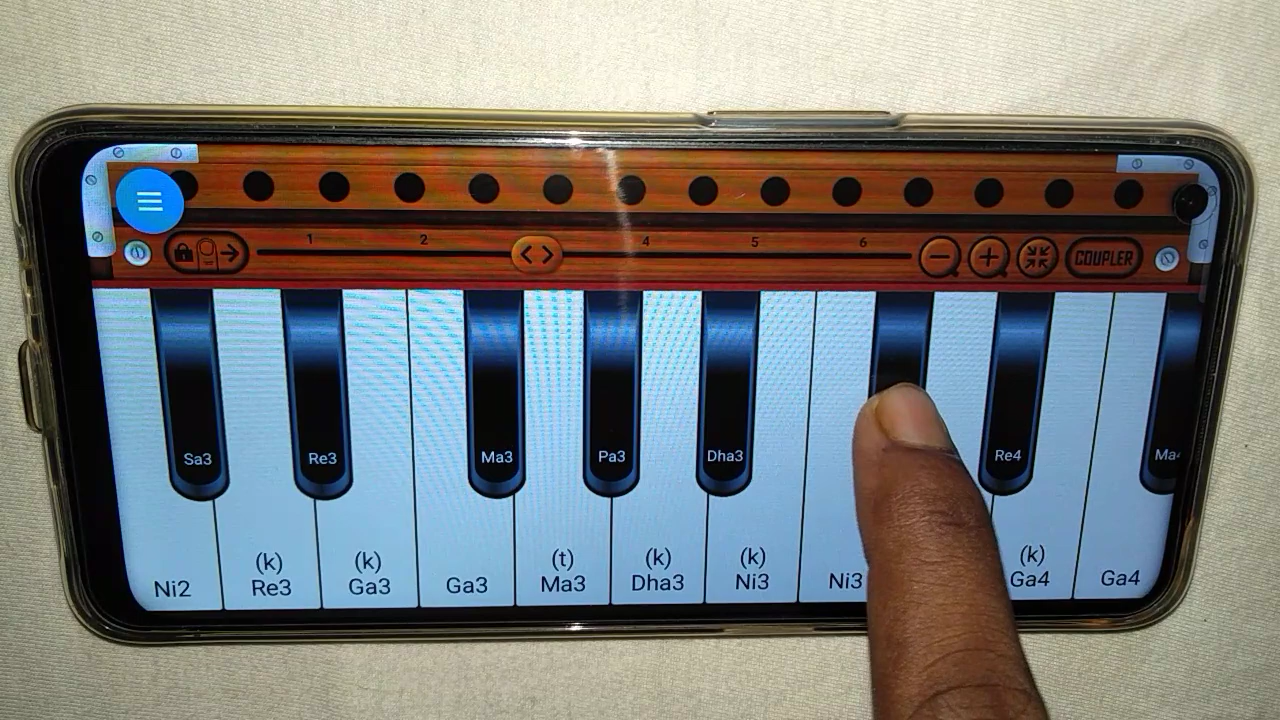 1 2 4 5 6
COUPLER
Sa3 Re3 Ma3 Pa3 Dha3 Re4
(k) (k) (t) (k) (k) (k)
Ni2 Re3 Ga3 Ga3 Ma3 Dha3 Ni3 Ni3 Ga4 Ga4